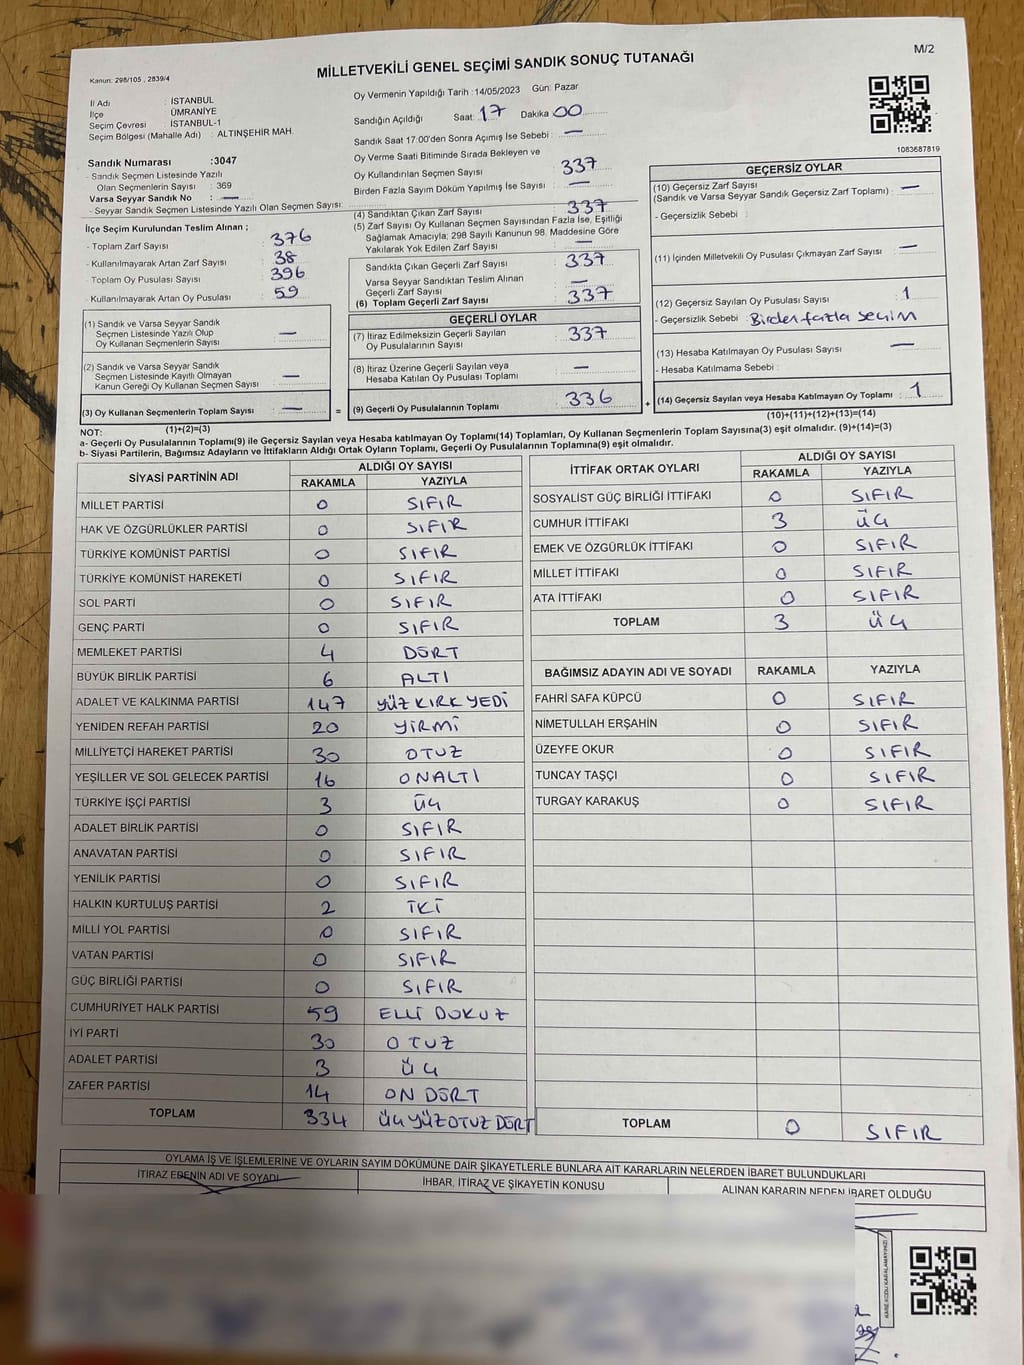 M/2
MİLLETVEKİLİ GENEL SEÇİMİ SANDIK SONUÇ TUTANAĞI
Kanun: 298/105 , 2839/4
İl Adı : İSTANBUL
İlçe : ÜMRANİYE
Seçim Çevresi : İSTANBUL-1
Seçim Bölgesi (Mahalle Adı) : ALTINŞEHİR MAH.
Sandık Numarası :3047
- Sandık Seçmen Listesinde Yazılı
Olan Seçmenlerin Sayısı : 369
Varsa Seyyar Sandık No : —
- Seyyar Sandık Seçmen Listesinde Yazılı Olan Seçmen Sayısı:
İlçe Seçim Kurulundan Teslim Alınan ;
- Toplam Zarf Sayısı : 376
- Kullanılmayarak Artan Zarf Sayısı : 38
- Toplam Oy Pusulası Sayısı : 396
- Kullanılmayarak Artan Oy Pusulası : 59
(1) Sandık ve Varsa Seyyar Sandık
Seçmen Listesinde Yazılı Olup
Oy Kullanan Seçmenlerin Sayısı : —
(2) Sandık ve Varsa Seyyar Sandık
Seçmen Listesinde Kayıtlı Olmayan
Kanun Gereği Oy Kullanan Seçmen Sayısı : —
(3) Oy Kullanan Seçmenlerin Toplam Sayısı : —
(1)+(2)=(3)
Oy Vermenin Yapıldığı Tarih :14/05/2023 Gün: Pazar
Sandığın Açıldığı Saat: 17 Dakika 00
Sandık Saat 17:00'den Sonra Açımış İse Sebebi : —
Oy Verme Saati Bitiminde Sırada Bekleyen ve
Oy Kullandırılan Seçmen Sayısı : 337
Birden Fazla Sayım Döküm Yapılmış İse Sayısı : —
(4) Sandıktan Çıkan Zarf Sayısı : 337
(5) Zarf Sayısı Oy Kullanan Seçmen Sayısından Fazla İse, Eşitliği
Sağlamak Amacıyla; 298 Sayılı Kanunun 98. Maddesine Göre
Yakılarak Yok Edilen Zarf Sayısı : —
Sandıkta Çıkan Geçerli Zarf Sayısı : 337
Varsa Seyyar Sandıktan Teslim Alınan
Geçerli Zarf Sayısı : —
(6) Toplam Geçerli Zarf Sayısı : 337
GEÇERLİ OYLAR
(7) İtiraz Edilmeksizin Geçerli Sayılan
Oy Pusulalarının Sayısı : 337
(8) İtiraz Üzerine Geçerli Sayılan veya
Hesaba Katılan Oy Pusulası Toplamı : —
= (9) Geçerli Oy Pusulalarının Toplamı : 336 +
1083687819
GEÇERSİZ OYLAR
(10) Geçersiz Zarf Sayısı : —
(Sandık ve Varsa Seyyar Sandık Geçersiz Zarf Toplamı)
- Geçersizlik Sebebi :
(11) İçinden Milletvekili Oy Pusulası Çıkmayan Zarf Sayısı : —
(12) Geçersiz Sayılan Oy Pusulası Sayısı : 1
- Geçersizlik Sebebi : Birden fazla seçim
(13) Hesaba Katılmayan Oy Pusulası Sayısı : —
- Hesaba Katılmama Sebebi :
(14) Geçersiz Sayılan veya Hesaba Katılmayan Oy Toplamı : 1
(10)+(11)+(12)+(13)=(14)
NOT:
a- Geçerli Oy Pusulalarının Toplamı(9) ile Geçersiz Sayılan veya Hesaba katılmayan Oy Toplamı(14) Toplamları, Oy Kullanan Seçmenlerin Toplam Sayısına(3) eşit olmalıdır. (9)+(14)=(3)
b- Siyasi Partilerin, Bağımsız Adayların ve İttifakların Aldığı Ortak Oyların Toplamı, Geçerli Oy Pusulalarının Toplamına(9) eşit olmalıdır.
SİYASİ PARTİNİN ADI ALDIĞI OY SAYISI
RAKAMLA YAZIYLA
MİLLET PARTİSİ 0 SIFIR
HAK VE ÖZGÜRLÜKLER PARTİSİ 0 SIFIR
TÜRKİYE KOMÜNİST PARTİSİ 0 SIFIR
TÜRKİYE KOMÜNİST HAREKETİ 0 SIFIR
SOL PARTİ 0 SIFIR
GENÇ PARTİ 0 SIFIR
MEMLEKET PARTİSİ 4 DÖRT
BÜYÜK BİRLİK PARTİSİ 6 ALTI
ADALET VE KALKINMA PARTİSİ 147 YÜZ KIRK YEDİ
YENİDEN REFAH PARTİSİ 20 YİRMİ
MİLLİYETÇİ HAREKET PARTİSİ 30 OTUZ
YEŞİLLER VE SOL GELECEK PARTİSİ 16 ONALTI
TÜRKİYE İŞÇİ PARTİSİ 3 ÜÇ
ADALET BİRLİK PARTİSİ 0 SIFIR
ANAVATAN PARTİSİ 0 SIFIR
YENİLİK PARTİSİ 0 SIFIR
HALKIN KURTULUŞ PARTİSİ 2 İKİ
MİLLİ YOL PARTİSİ 0 SIFIR
VATAN PARTİSİ 0 SIFIR
GÜÇ BİRLİĞİ PARTİSİ 0 SIFIR
CUMHURİYET HALK PARTİSİ 59 ELLİ DOKUZ
İYİ PARTİ 30 OTUZ
ADALET PARTİSİ 3 ÜÇ
ZAFER PARTİSİ 14 ON DÖRT
TOPLAM 334 ÜÇ YÜZ OTUZ DÖRT
İTTİFAK ORTAK OYLARI ALDIĞI OY SAYISI
RAKAMLA YAZIYLA
SOSYALİST GÜÇ BİRLİĞİ İTTİFAKI 0 SIFIR
CUMHUR İTTİFAKI 3 ÜÇ
EMEK VE ÖZGÜRLÜK İTTİFAKI 0 SIFIR
MİLLET İTTİFAKI 0 SIFIR
ATA İTTİFAKI 0 SIFIR
TOPLAM 3 ÜÇ
BAĞIMSIZ ADAYIN ADI VE SOYADI RAKAMLA YAZIYLA
FAHRİ SAFA KÜPCÜ 0 SIFIR
NİMETULLAH ERŞAHİN 0 SIFIR
ÜZEYFE OKUR 0 SIFIR
TUNCAY TAŞÇI 0 SIFIR
TURGAY KARAKUŞ 0 SIFIR
TOPLAM 0 SIFIR
OYLAMA İŞ VE İŞLEMLERİNE VE OYLARIN SAYIM DÖKÜMÜNE DAİR ŞİKAYETLERLE BUNLARA AİT KARARLARIN NELERDEN İBARET BULUNDUKLARI
İTİRAZ EDENİN ADI VE SOYADI İHBAR, İTİRAZ VE ŞİKAYETİN KONUSU ALINAN KARARIN NEDEN İBARET OLDUĞU